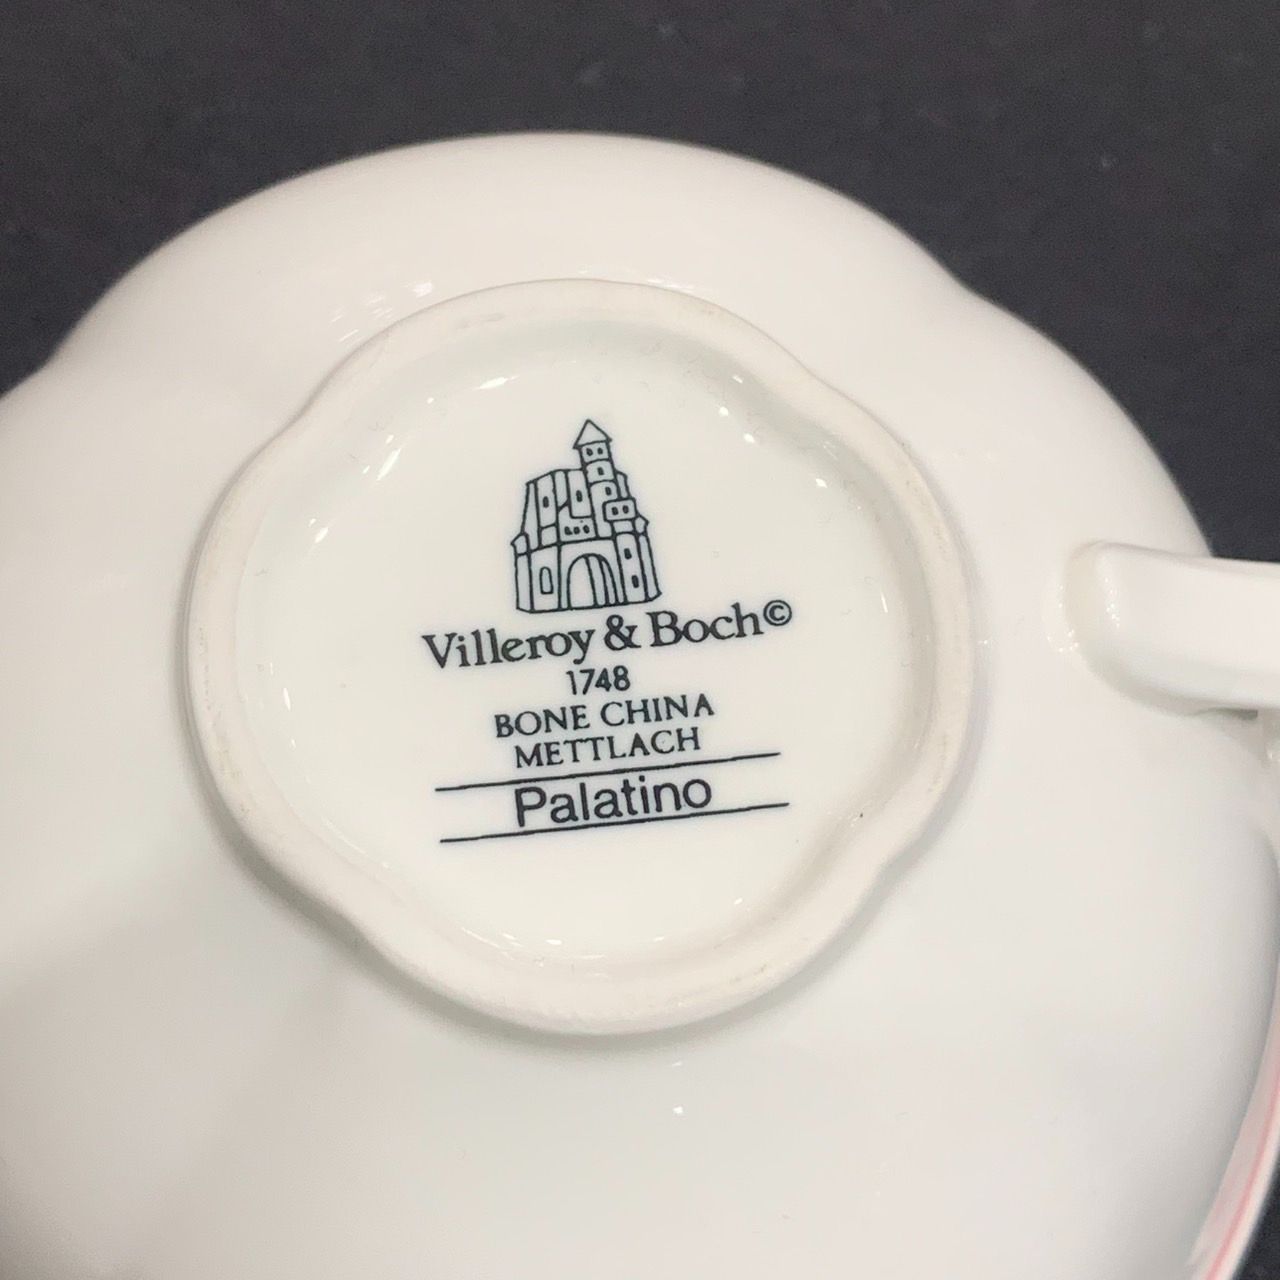 Villeroy & Boch©
1748
BONE CHINA
METTLACH
Palatino